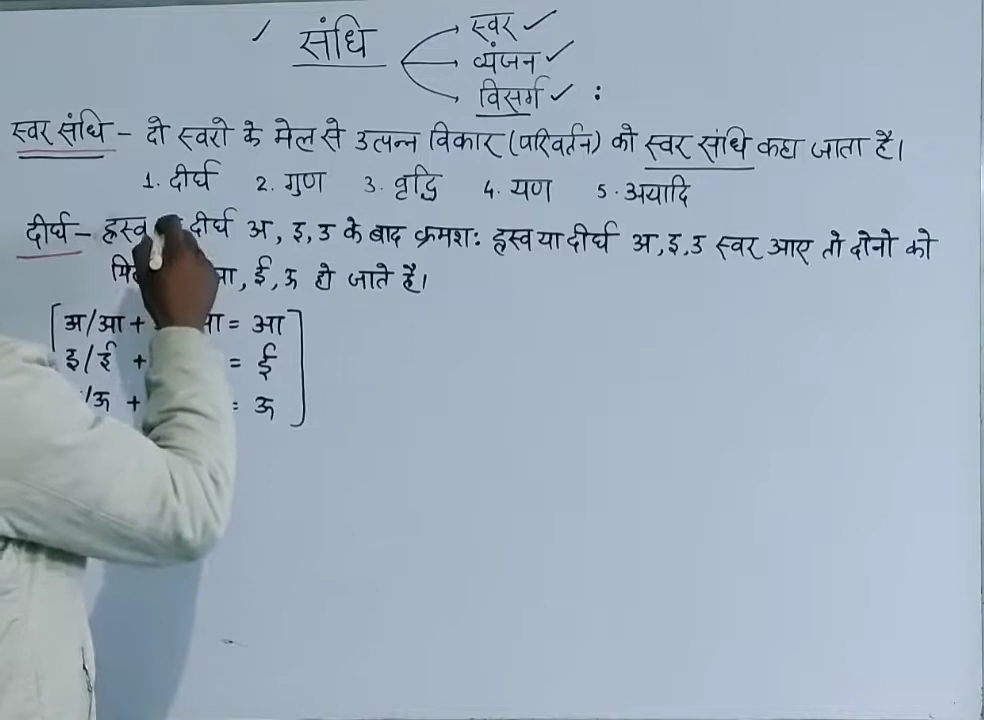 संधि
स्वर ✓
व्यंजन ✓
विसर्ग ✓ :
स्वर संधि - दो स्वरो के मेल से उत्पन्न विकार (परिवर्तन) को स्वर संधि कहा जाता है।
1. दीर्घ 2. गुण 3. वृद्धि 4. यण 5. अयादि
दीर्घ - ह्रस्व दीर्घ अ, इ, उ के बाद क्रमशः ह्रस्व या दीर्घ अ, इ, उ स्वर आए तो दोनो को
, ई, ऊ हो जाते है।
अ/आ + = आ
इ/ई + = ई
/ऊ + = ऊ